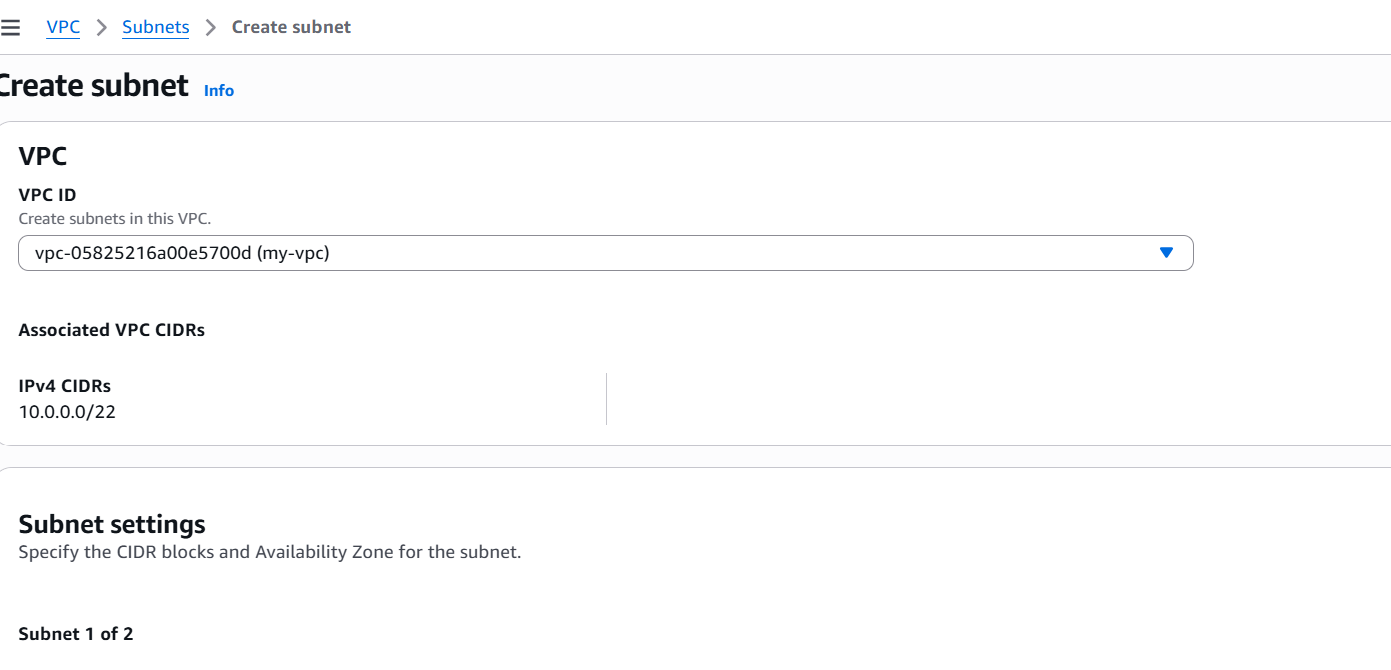 VPC > Subnets > Create subnet
Create subnet Info
VPC
VPC ID
Create subnets in this VPC.
vpc-05825216a00e5700d (my-vpc)
Associated VPC CIDRs
IPv4 CIDRs
10.0.0.0/22
Subnet settings
Specify the CIDR blocks and Availability Zone for the subnet.
Subnet 1 of 2